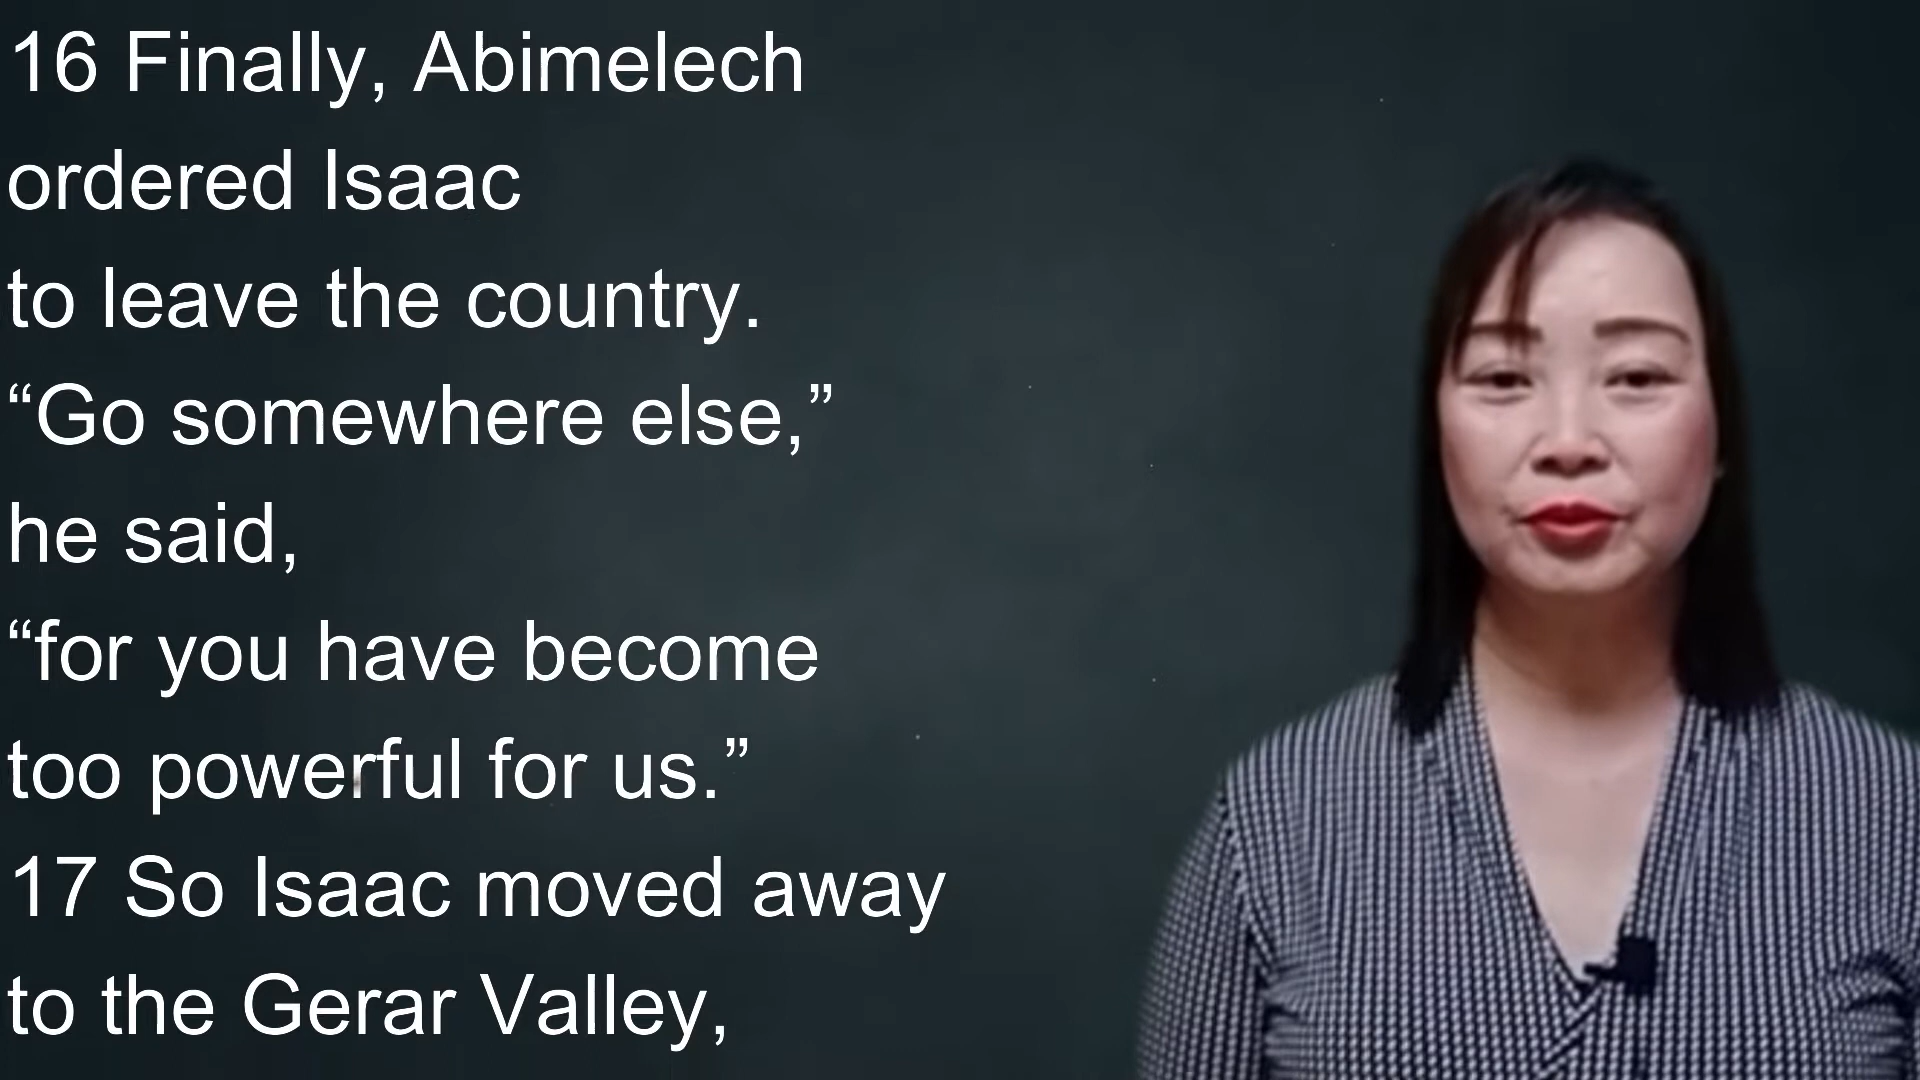 16 Finally, Abimelech
ordered Isaac
to leave the country.
“Go somewhere else,”
he said,
“for you have become
too powerful for us.”
17 So Isaac moved away
to the Gerar Valley,